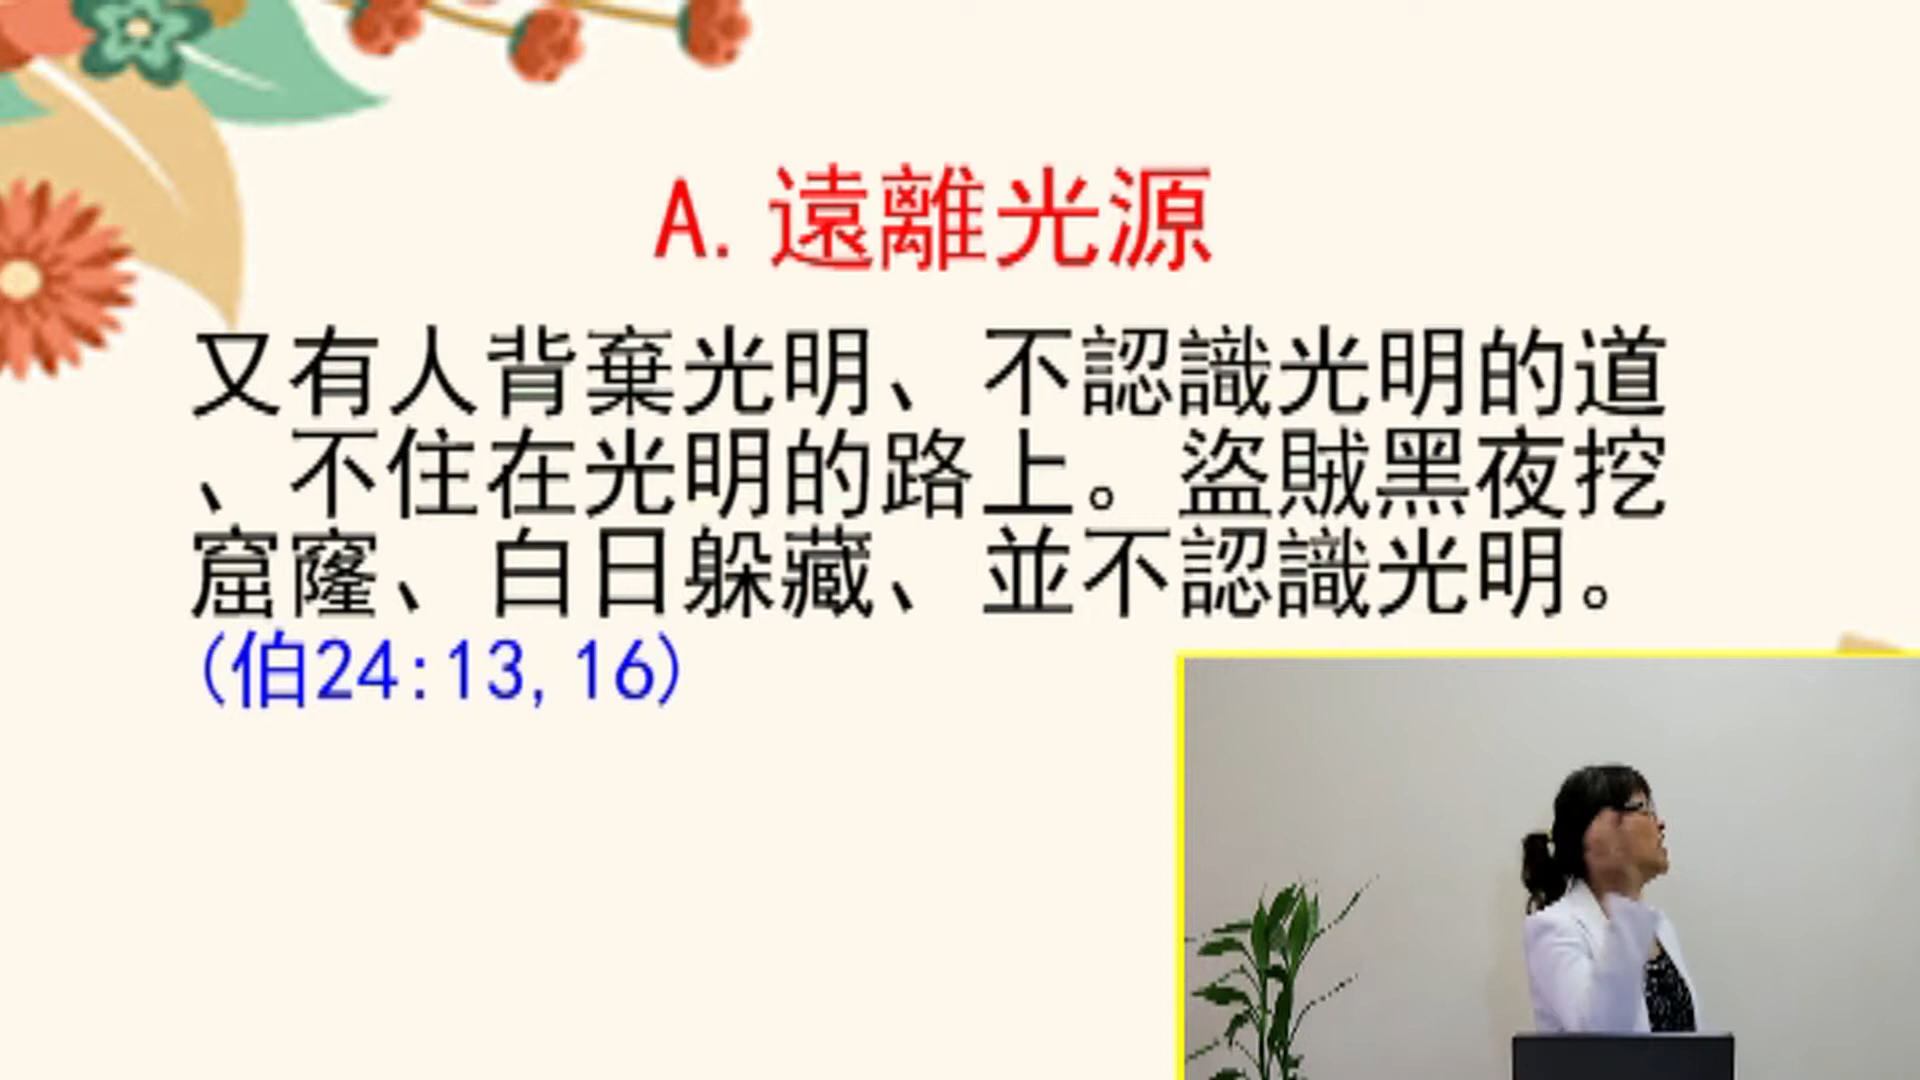 A.遠離光源
又有人背棄光明、不認識光明的道
、不住在光明的路上。盜賊黑夜挖
窟窿、白日躲藏、並不認識光明。
(伯24:13,16)